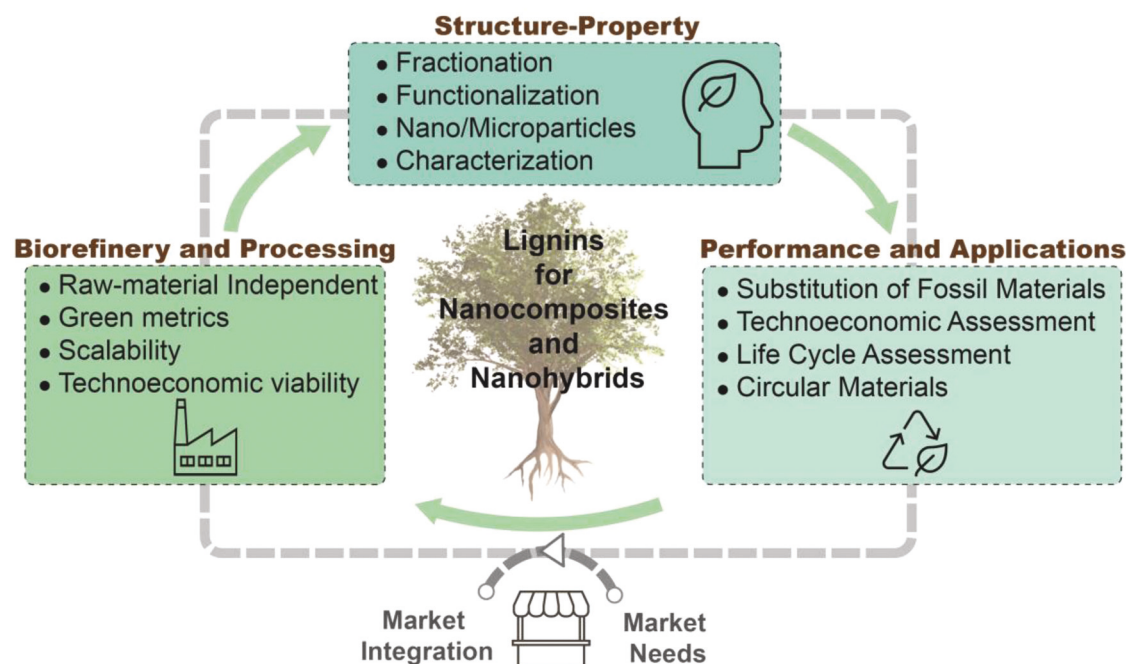 Structure-Property
• Fractionation
• Functionalization
• Nano/Microparticles
• Characterization
Biorefinery and Processing
• Raw-material Independent
• Green metrics
• Scalability
• Technoeconomic viability
Lignins
for
Nanocomposites
and
Nanohybrids
Performance and Applications
• Substitution of Fossil Materials
• Technoeconomic Assessment
• Life Cycle Assessment
• Circular Materials
Market
Integration
Market
Needs